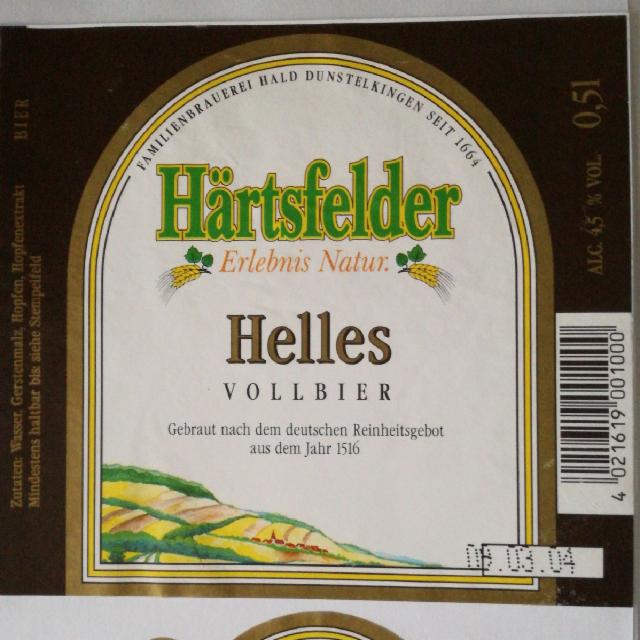 FAMILIENBRAUEREI HALD DUNSTELKINGEN SEIT 1664
Härtsfelder
Erlebnis Natur.
Helles
VOLLBIER
Gebraut nach dem deutschen Reinheitsgebot
aus dem Jahr 1516
Zutaten: Wasser, Gerstenmalz, Hopfen, Hopfenextrakt BIER
Mindestens haltbar bis siehe Stempelfeld
ALC. 4,5 % VOL. 0,5l
4 021619 001000
09.03.04